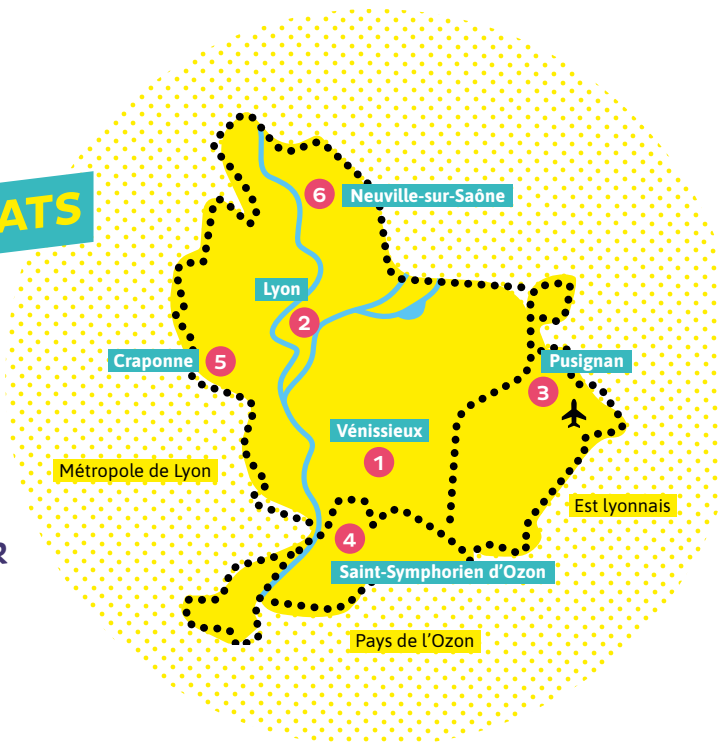 ATS
6
Neuville-sur-Saône
Lyon
2
Craponne
5
Pusignan
3
Vénissieux
1
Métropole de Lyon
Est lyonnais
4
R
Saint-Symphorien d'Ozon
Pays de l'Ozon